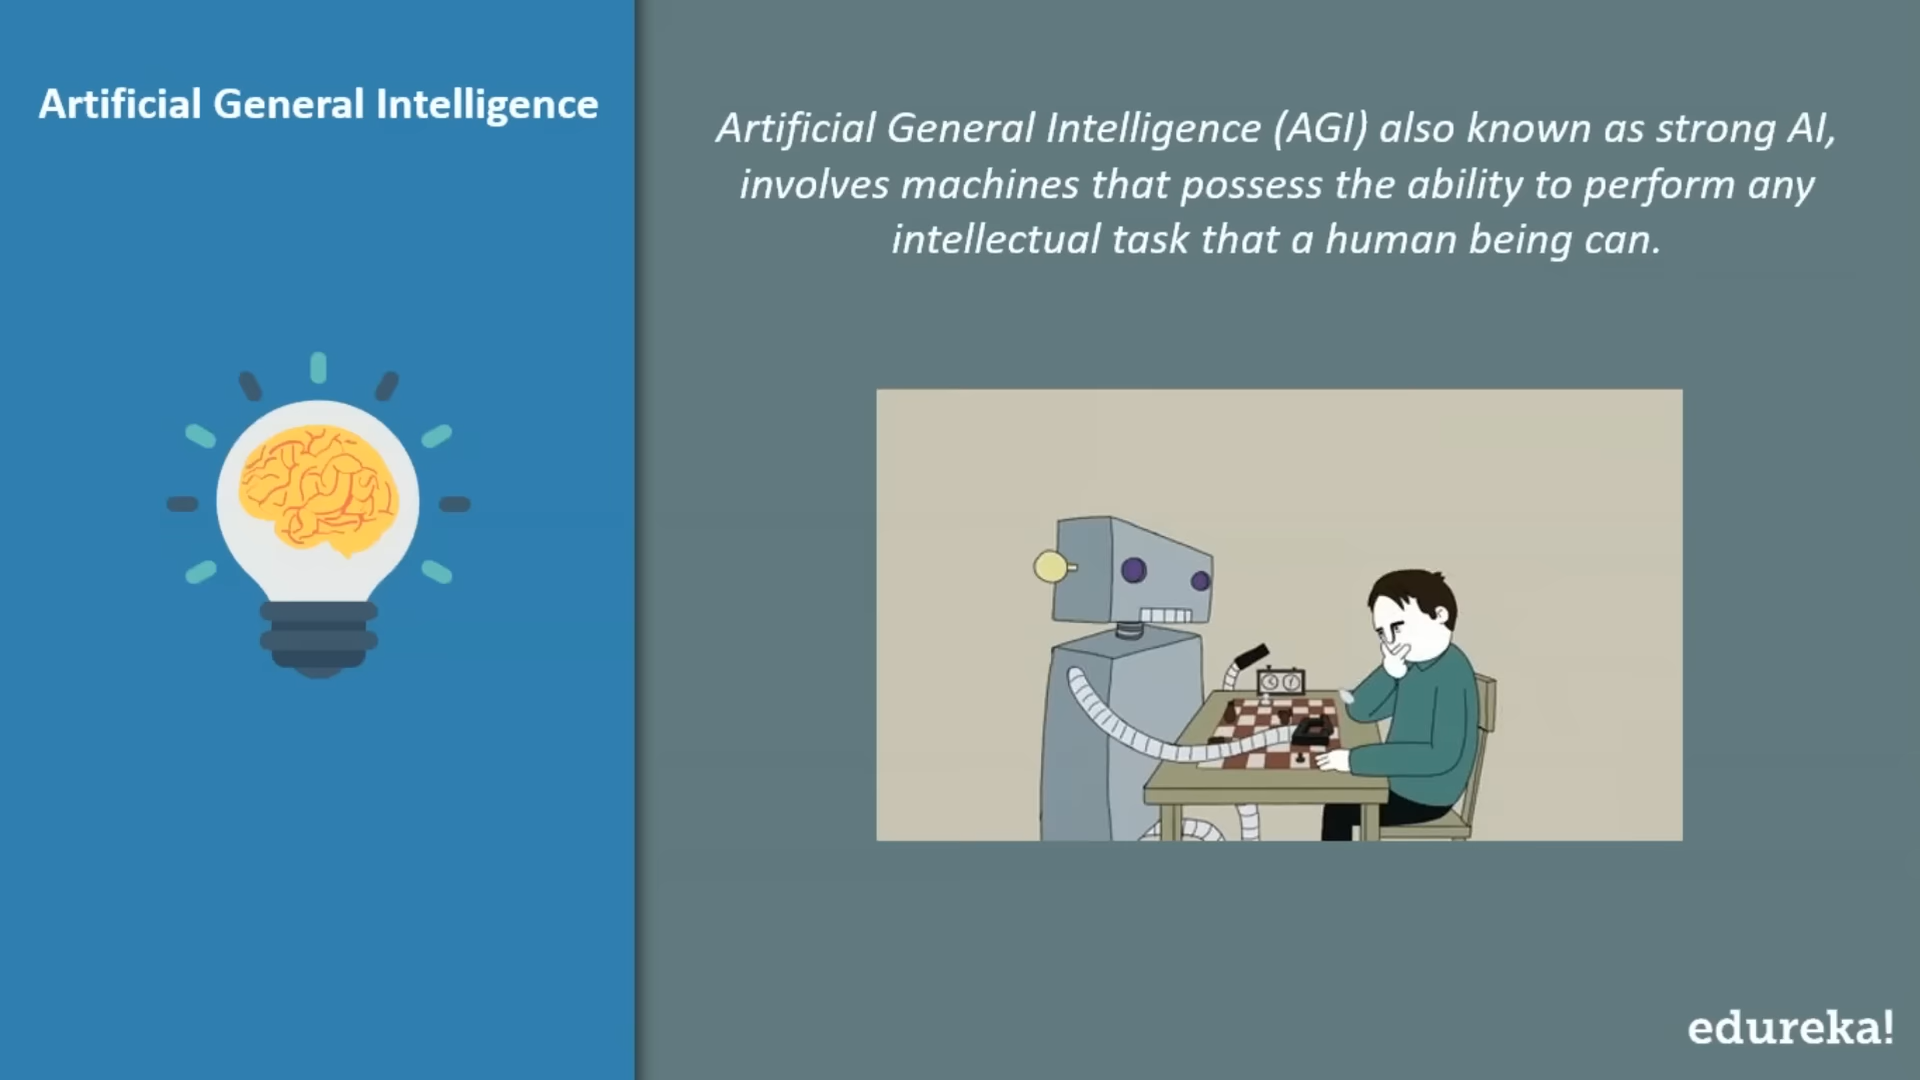 Artificial General Intelligence
Artificial General Intelligence (AGI) also known as strong AI,
involves machines that possess the ability to perform any
intellectual task that a human being can.
edureka!